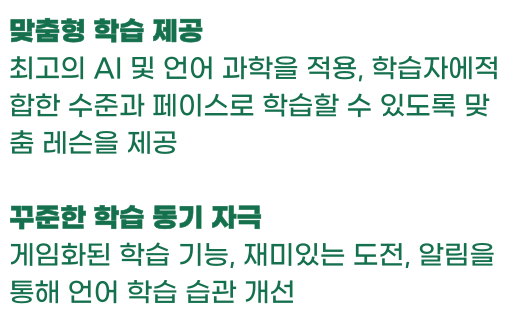 맞춤형 학습 제공
최고의 AI 및 언어 과학을 적용, 학습자에적
합한 수준과 페이스로 학습할 수 있도록 맞
춤 레슨을 제공
꾸준한 학습 동기 자극
게임화된 학습 기능, 재미있는 도전, 알림을
통해 언어 학습 습관 개선